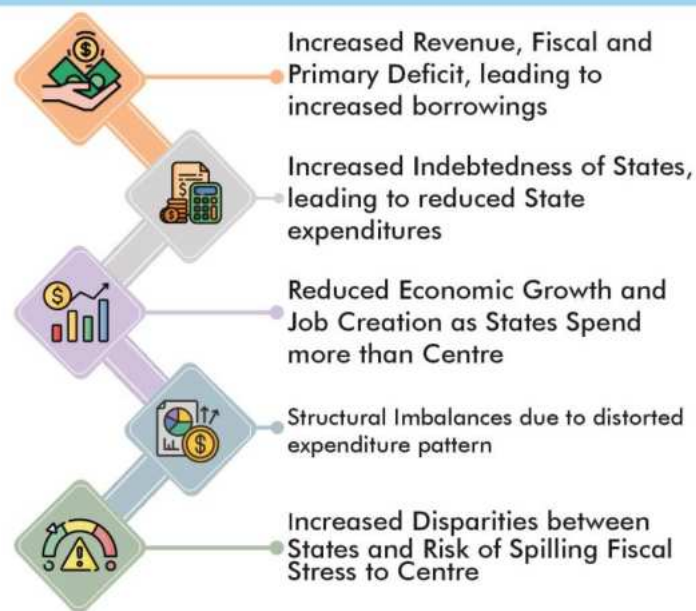 Increased Revenue, Fiscal and
Primary Deficit, leading to
increased borrowings
Increased Indebtedness of States,
leading to reduced State
expenditures
Reduced Economic Growth and
Job Creation as States Spend
more than Centre
Structural Imbalances due to distorted
expenditure pattern
Increased Disparities between
States and Risk of Spilling Fiscal
Stress to Centre